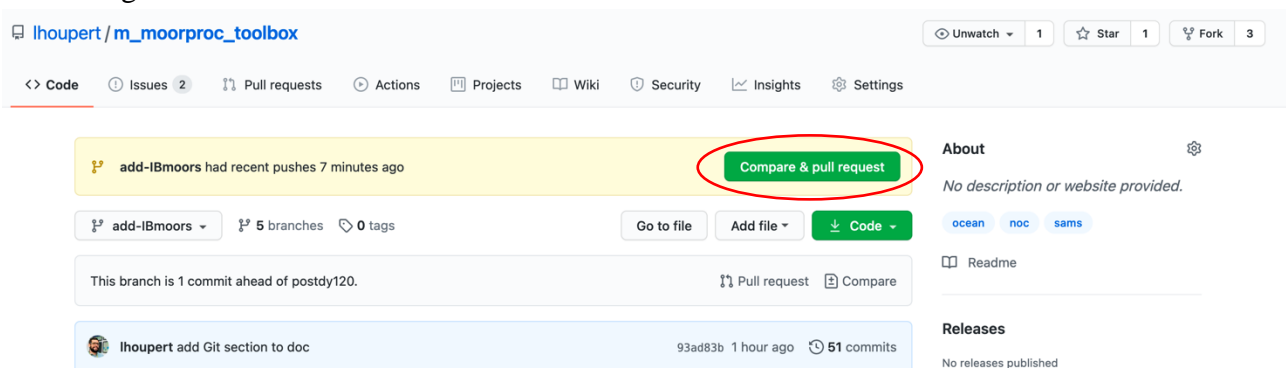 lhoupert / m_moorproc_toolbox
Unwatch 1 Star 1 Fork 3
<> Code Issues 2 Pull requests Actions Projects Wiki Security Insights Settings
add-IBmoors had recent pushes 7 minutes ago Compare & pull request
About
No description or website provided.
add-IBmoors 5 branches 0 tags Go to file Add file Code
ocean noc sams
Readme
This branch is 1 commit ahead of postdy120. Pull request Compare
Releases
lhoupert add Git section to doc 93ad83b 1 hour ago 51 commits
No releases published